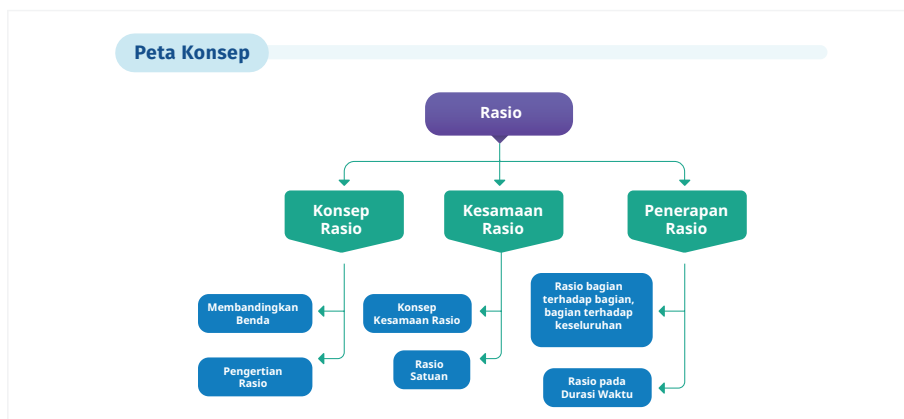 Peta Konsep
Rasio
Konsep
Rasio
Kesamaan
Rasio
Penerapan
Rasio
Membandingkan
Benda
Pengertian
Rasio
Konsep
Kesamaan Rasio
Rasio
Satuan
Rasio bagian
terhadap bagian,
bagian terhadap
keseluruhan
Rasio pada
Durasi Waktu